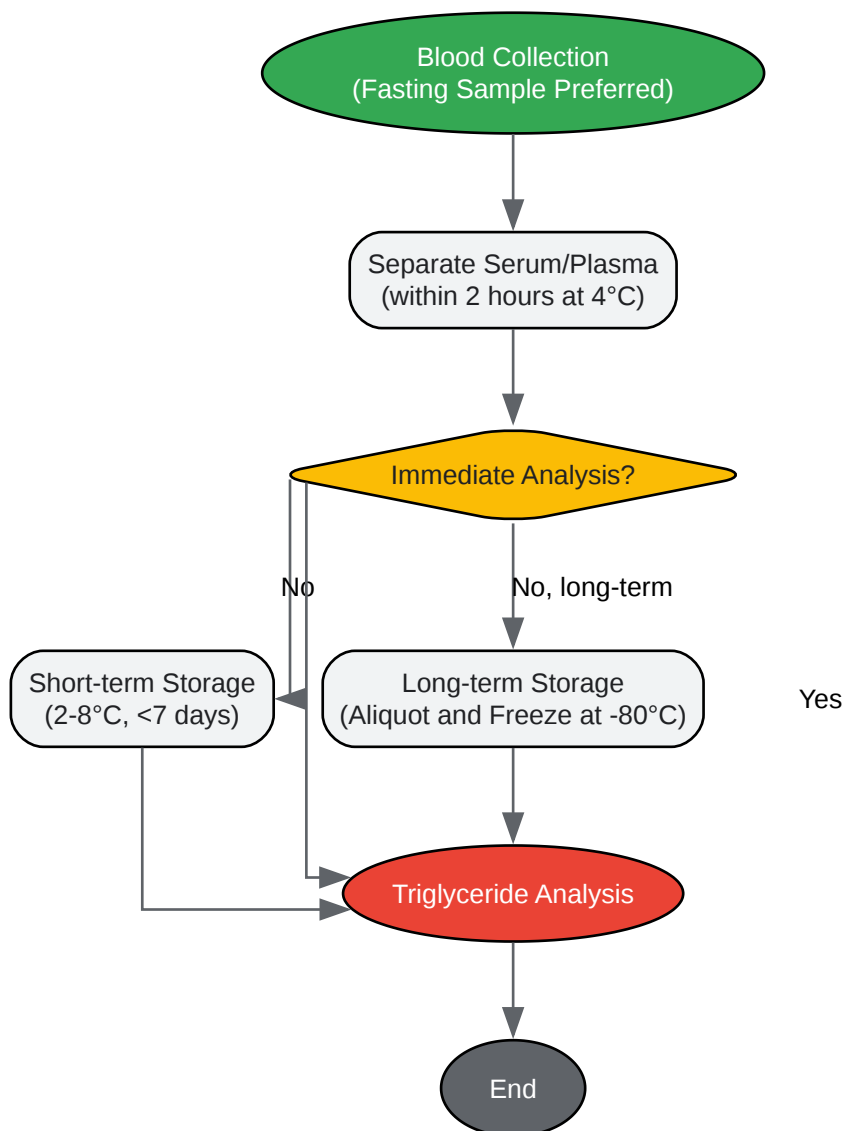 Blood Collection
(Fasting Sample Preferred)
Separate Serum/Plasma
(within 2 hours at 4°C)
Immediate Analysis?
No
No, long-term
Short-term Storage
(2-8°C, <7 days)
Long-term Storage
(Aliquot and Freeze at -80°C)
Yes
Triglyceride Analysis
End